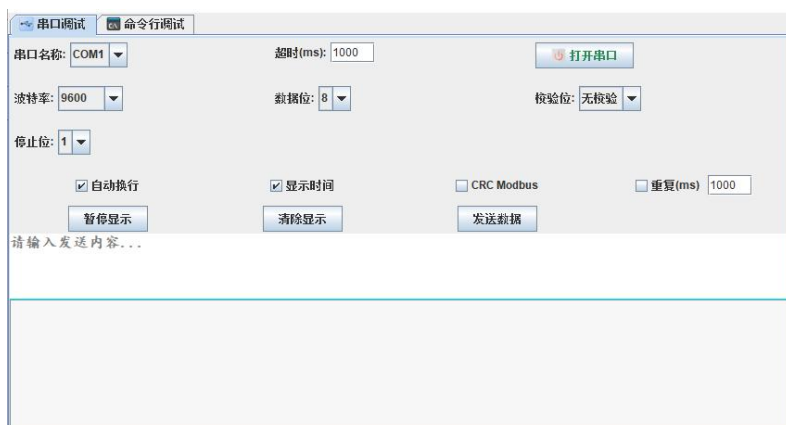 串口调试 命令行调试
串口名称: COM1 超时(ms): 1000 打开串口
波特率: 9600 数据位: 8 校验位: 无校验
停止位: 1
自动换行 显示时间 CRC Modbus 重复(ms) 1000
暂停显示 清除显示 发送数据
请输入发送内容...